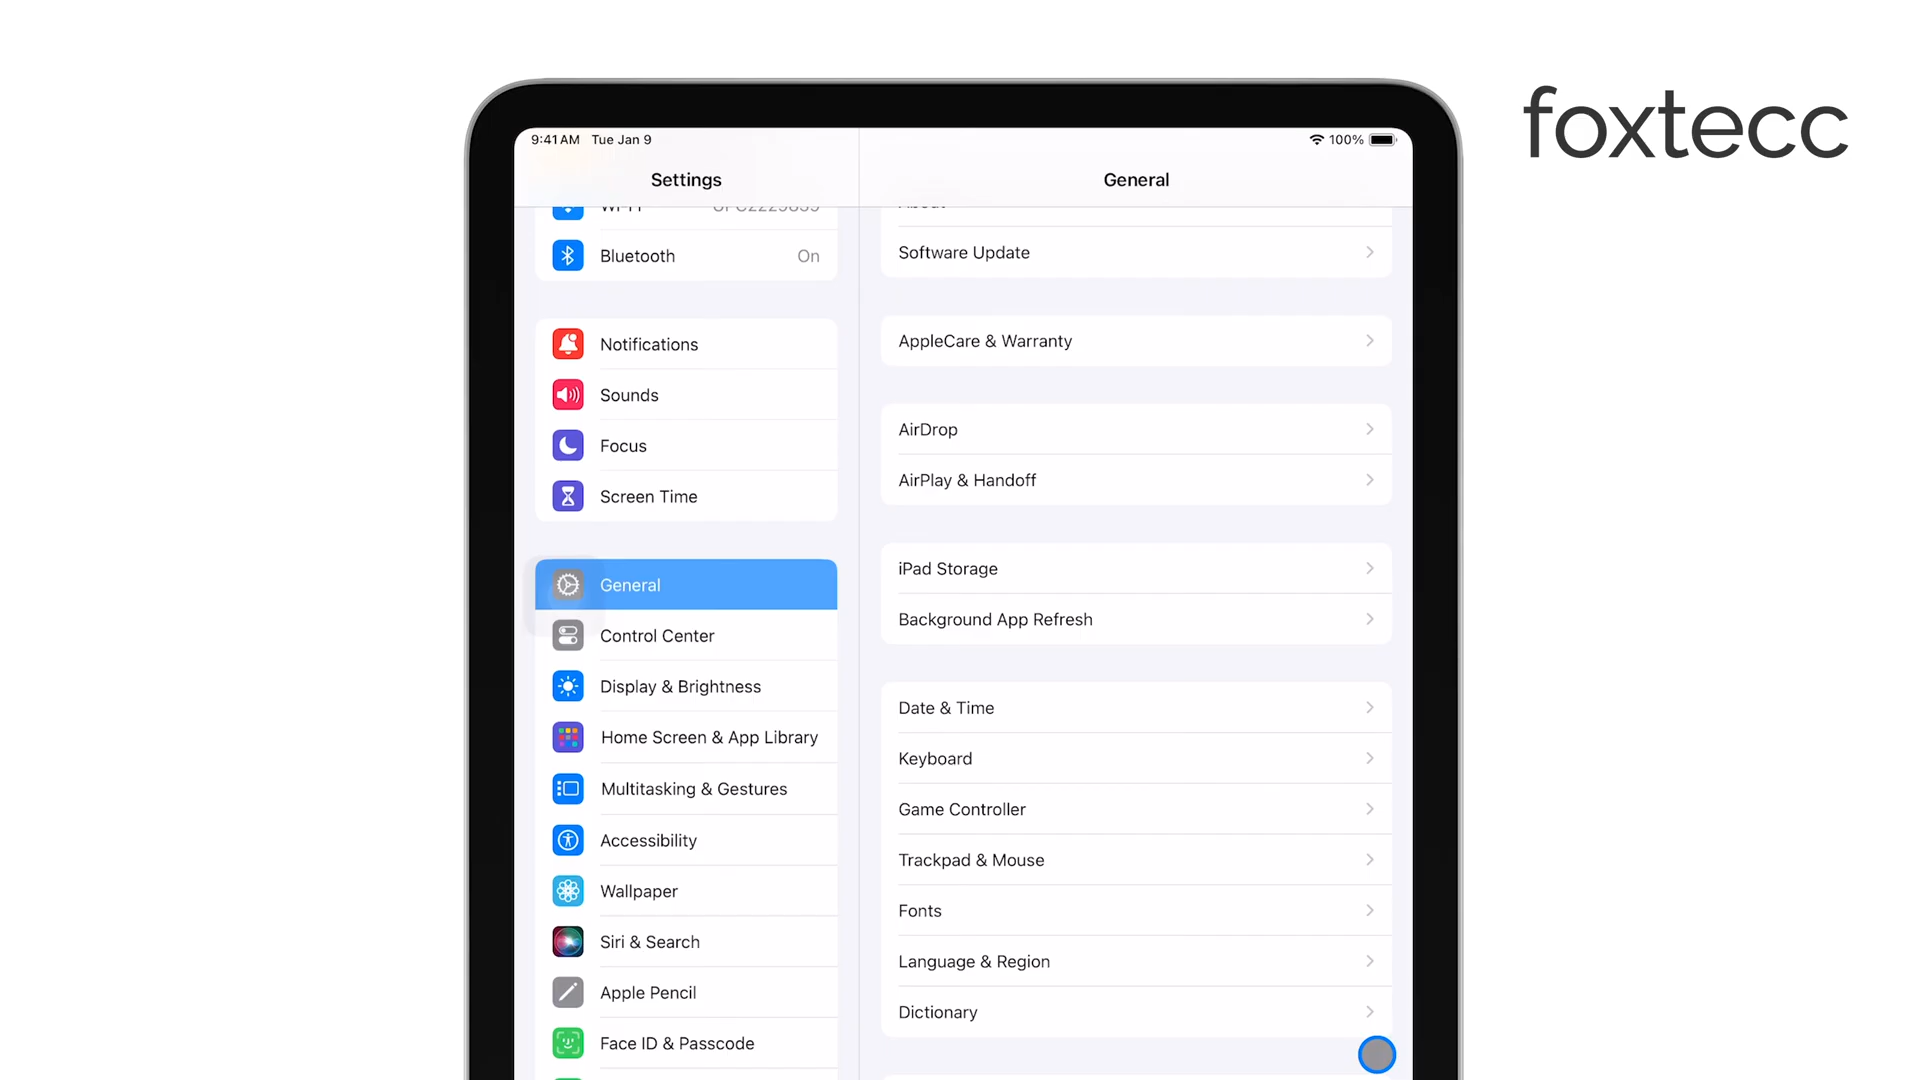 foxtecc
9:41 AM Tue Jan 9
100%
Settings
General
Bluetooth
On
Notifications
Sounds
Focus
Screen Time
General
Control Center
Display & Brightness
Home Screen & App Library
Multitasking & Gestures
Accessibility
Wallpaper
Siri & Search
Apple Pencil
Face ID & Passcode
Software Update
AppleCare & Warranty
AirDrop
AirPlay & Handoff
iPad Storage
Background App Refresh
Date & Time
Keyboard
Game Controller
Trackpad & Mouse
Fonts
Language & Region
Dictionary